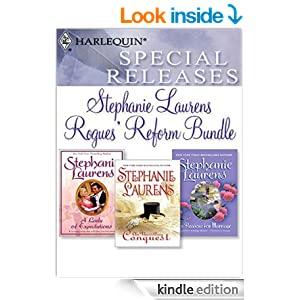 Look inside
HARLEQUIN®
SPECIAL
RELEASES
Stephanie Laurens
Rogues' Reform Bundle
Stephanie
Laurens
A Lady
of Expectations
STEPHANIE
LAURENS
Conquest
Stephanie
Laurens
Reason for Marriage
kindle edition